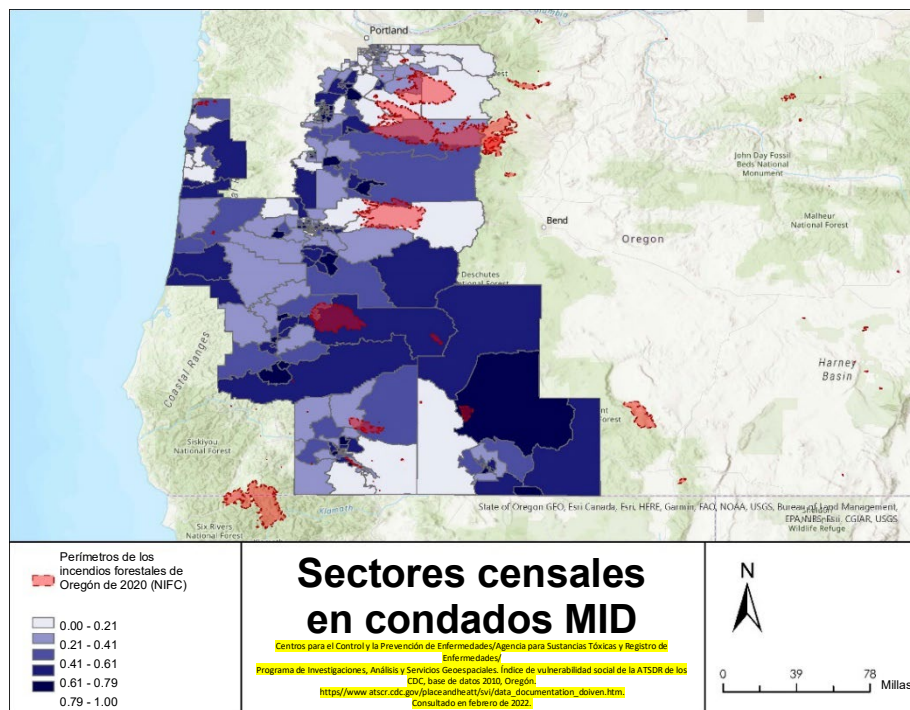 Portland
John Day Fossil
Beds National
Monument
Malheur
National Forest
Bend
Oregon
Deschutes
Coastal Ranges
Harney
Basin
Siskiyou
National Forest
Klamath
Six Rivers
National Forest
State of Oregon GEO, Esri Canada, Esri, HERE, Garmin, FAO, NOAA, USGS, Bureau of Land Management,
EPA, NPS, Esri, CGIAR, USGS
Wildlife Refuge
Perímetros de los
incendios forestales de
Oregón de 2020 (NIFC)
0.00 - 0.21
0.21 - 0.41
0.41 - 0.61
0.61 - 0.79
0.79 - 1.00
Sectores censales
en condados MID
Centros para el Control y la Prevención de Enfermedades/Agencia para Sustancias Tóxicas y Registro de
Enfermedades/
Programa de Investigaciones, Análisis y Servicios Geoespaciales. Índice de vulnerabilidad social de la ATSDR de los
CDC, base de datos 2010, Oregón.
https//www atscr.cdc.gov/placeandheatt/svi/data_documentation_doiven.htm.
Consultado en febrero de 2022.
N
0 39 78
Millas